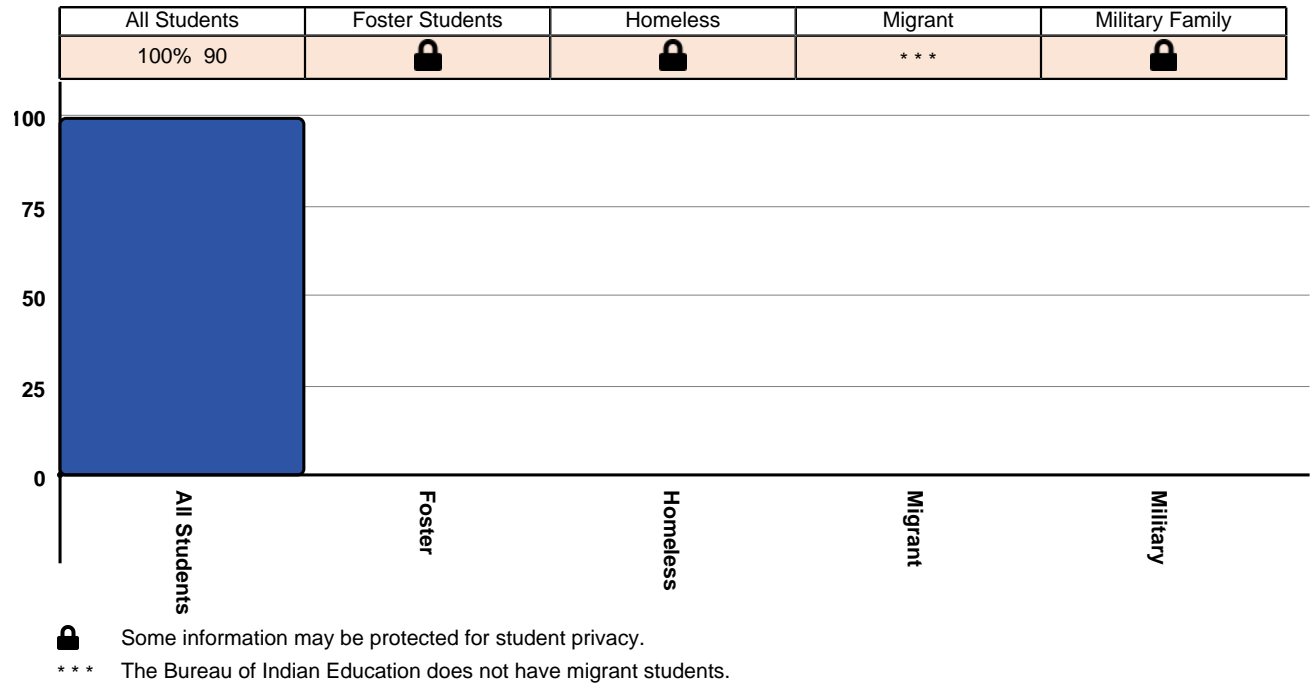 All Students Foster Students Homeless Migrant Military Family
100% 90 * * *
100
75
50
25
0
All Students
Foster
Homeless
Migrant
Military
Some information may be protected for student privacy.
* * * The Bureau of Indian Education does not have migrant students.